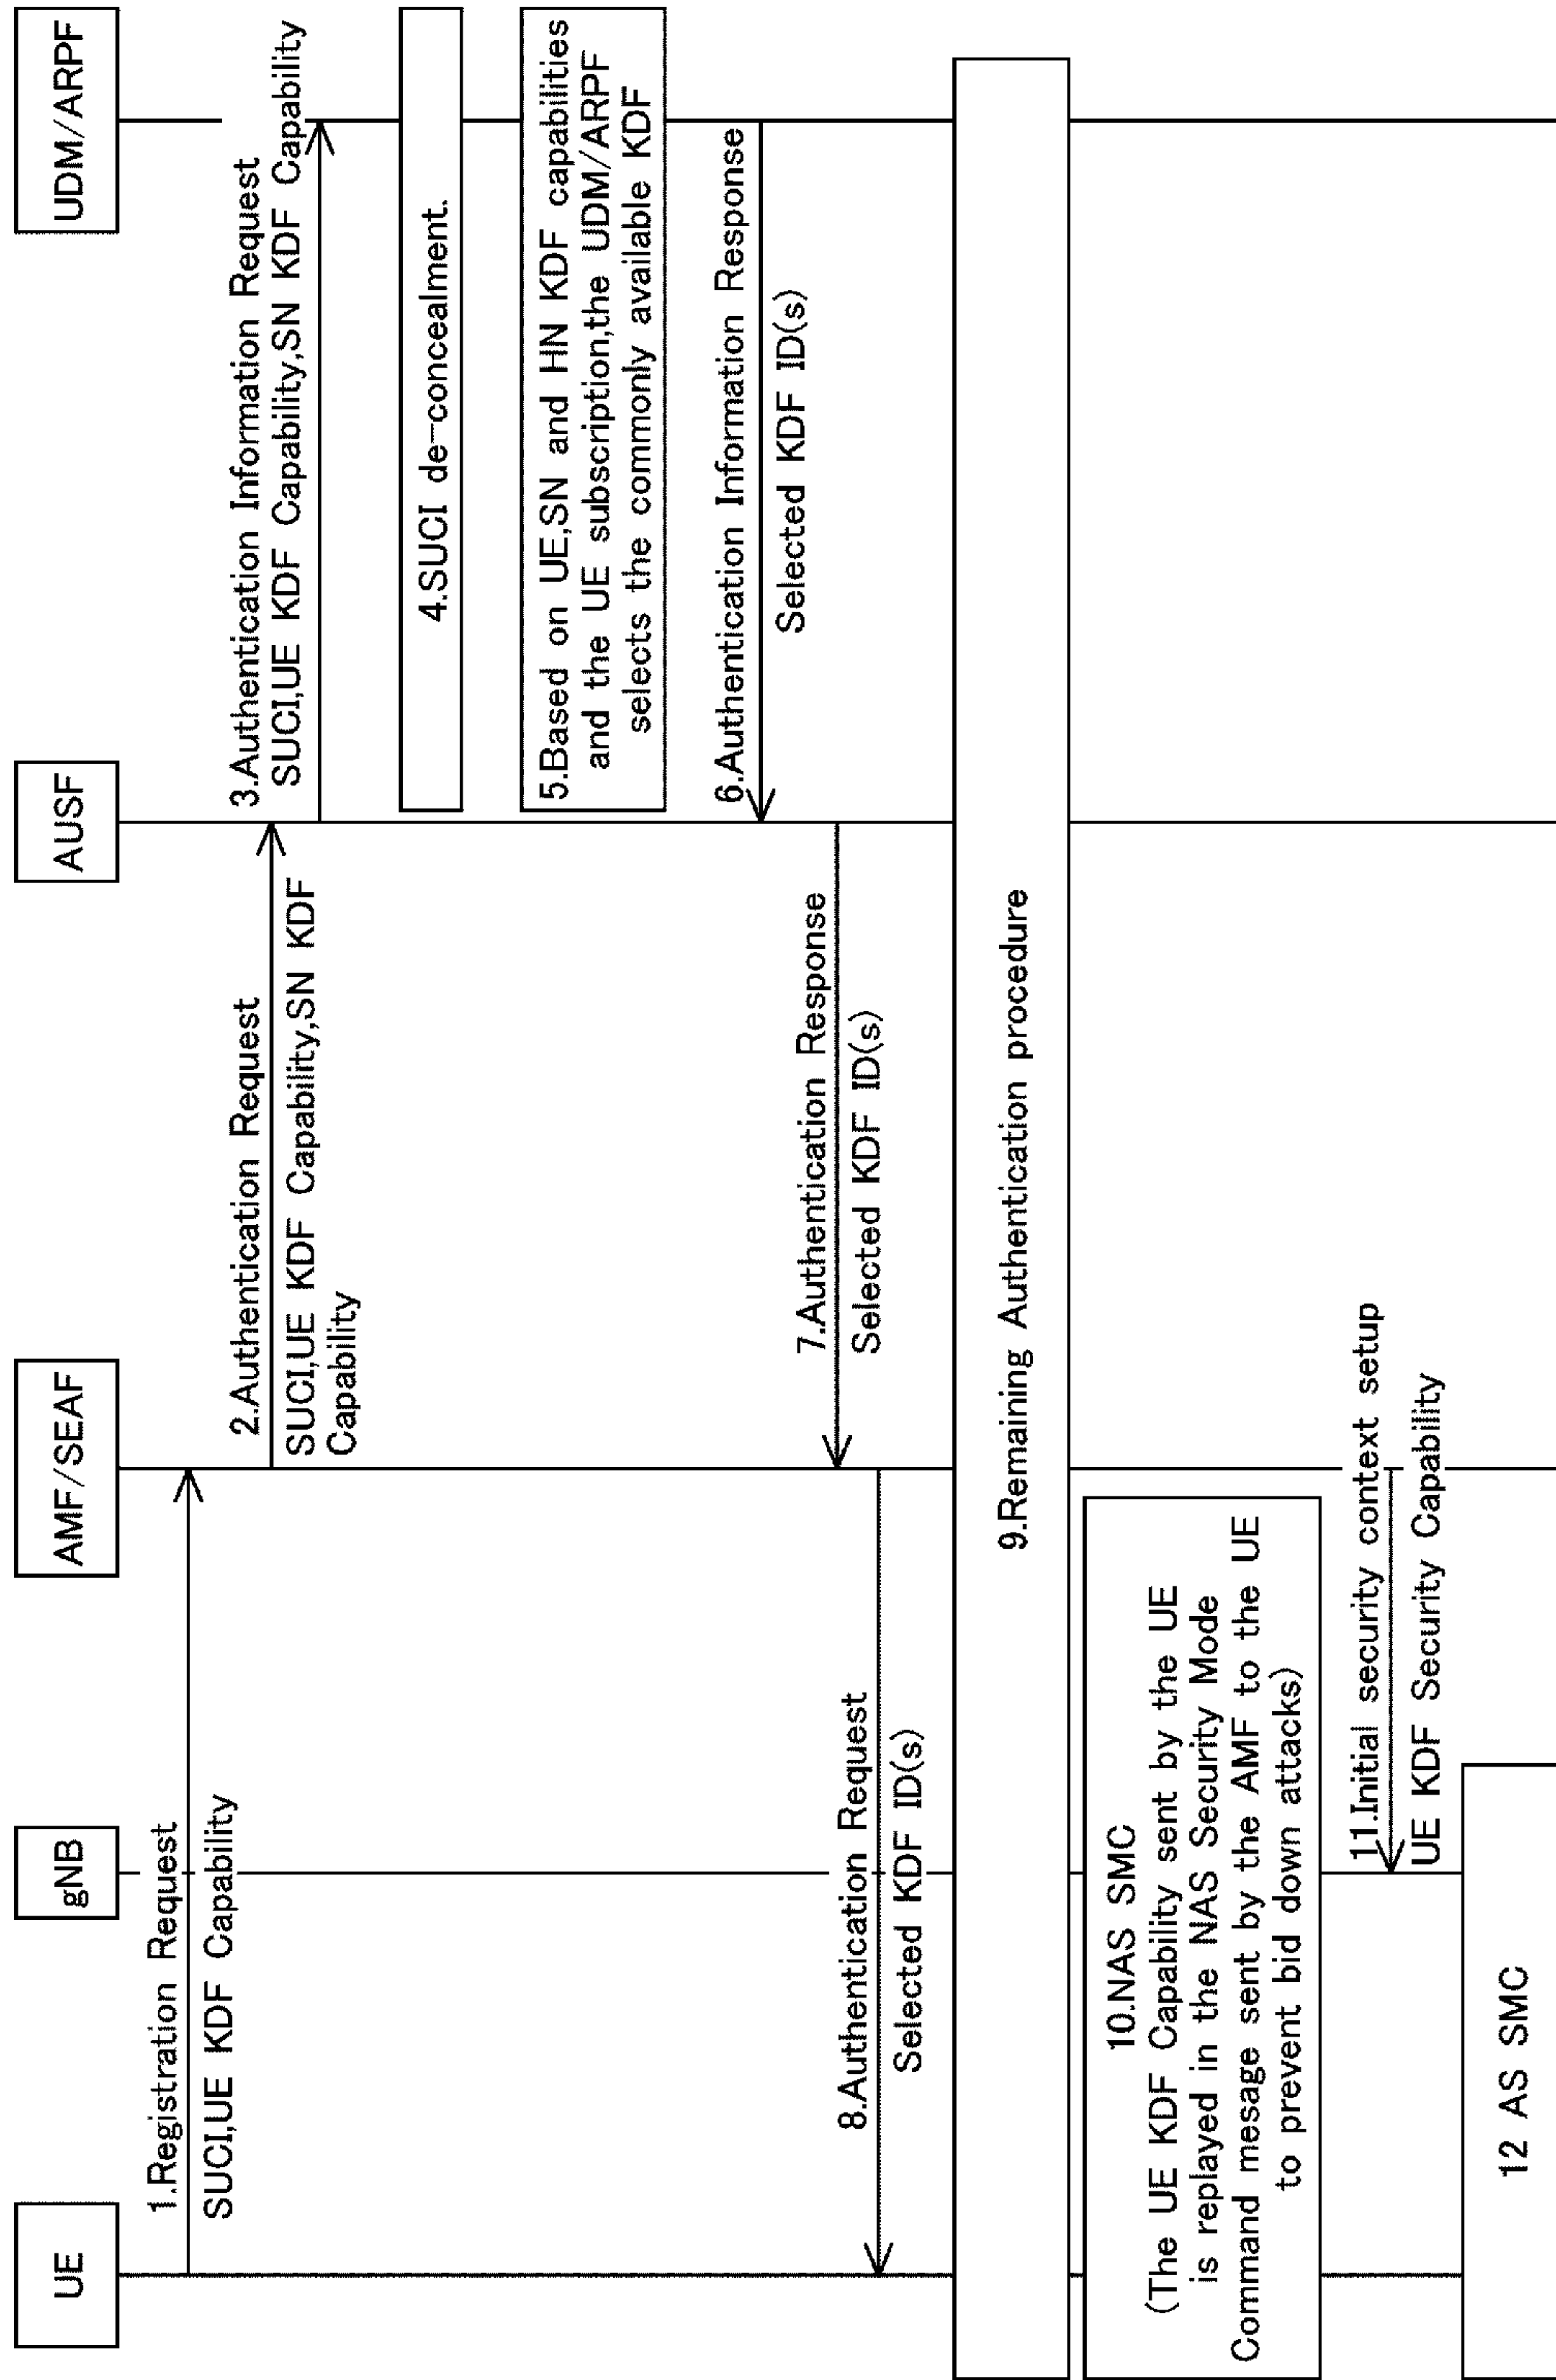 UE
gNB
AMF/SEAF
AUSF
UDM/ARPF
1.Registration Request
SUCI,UE KDF Capability
2.Authentication Request
SUCI,UE KDF Capability,SN KDF
Capability
3.Authentication Information Request
SUCI,UE KDF Capability,SN KDF Capability
4.SUCI de-concealment.
5.Based on UE,SN and HN KDF capabilities
and the UE subscription,the UDM/ARPF
selects the commonly available KDF
6.Authentication Information Response
Selected KDF ID(s)
7.Authentication Response
Selected KDF ID(s)
8.Authentication Request
Selected KDF ID(s)
9.Remaining Authentication procedure
10.NAS SMC
(The UE KDF Capability sent by the UE
is replayed in the NAS Security Mode
Command mesage sent by the AMF to the UE
to prevent bid down attacks)
11.Initial security context setup
UE KDF Security Capability
12 AS SMC